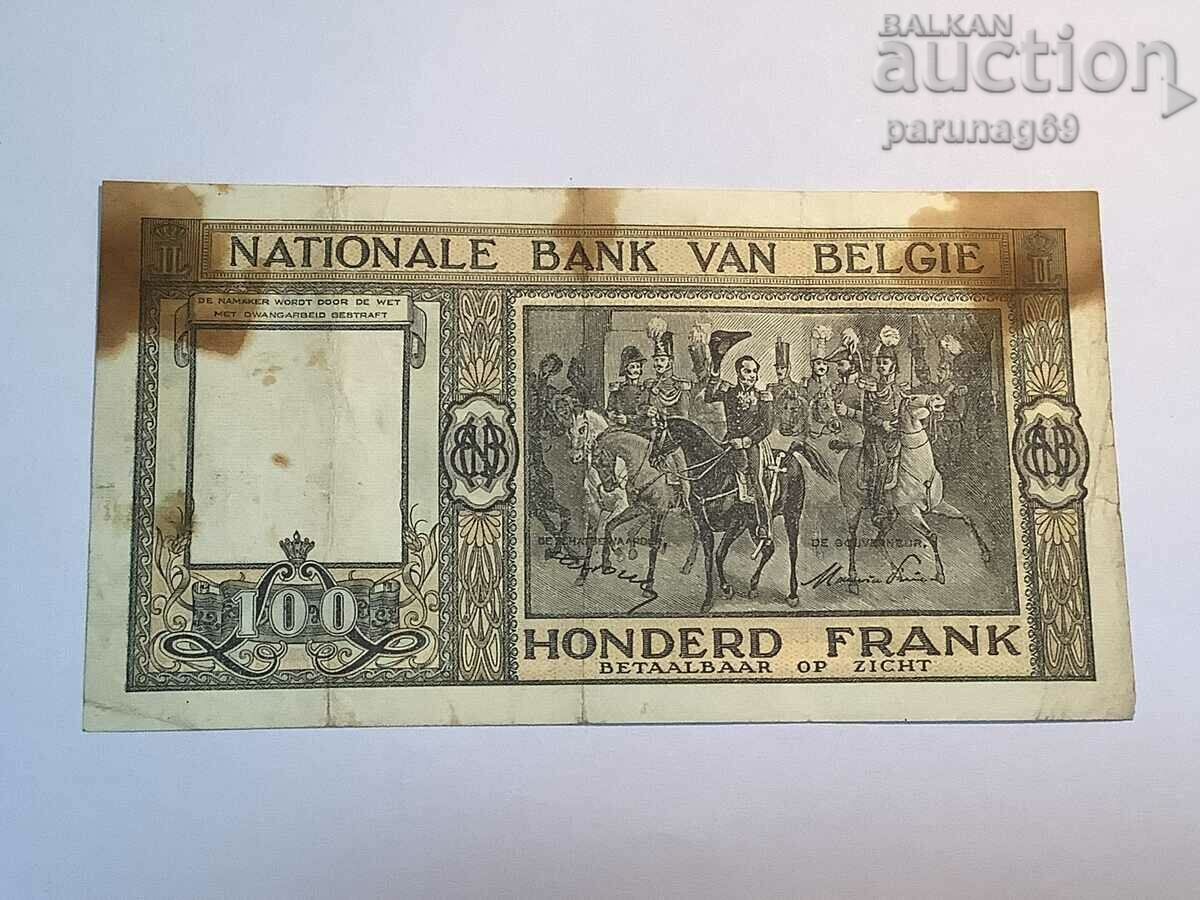 BALKAN
auction
parunag69
NATIONALE BANK VAN BELGIE
DE NAMAKER WORDT DOOR DE WET
MET DWANGARBEID GESTRAFT
DE SCHATBEWAARDER,
DE GOUVERNEUR,
100
HONDERD FRANK
BETAALBAAR OP ZICHT